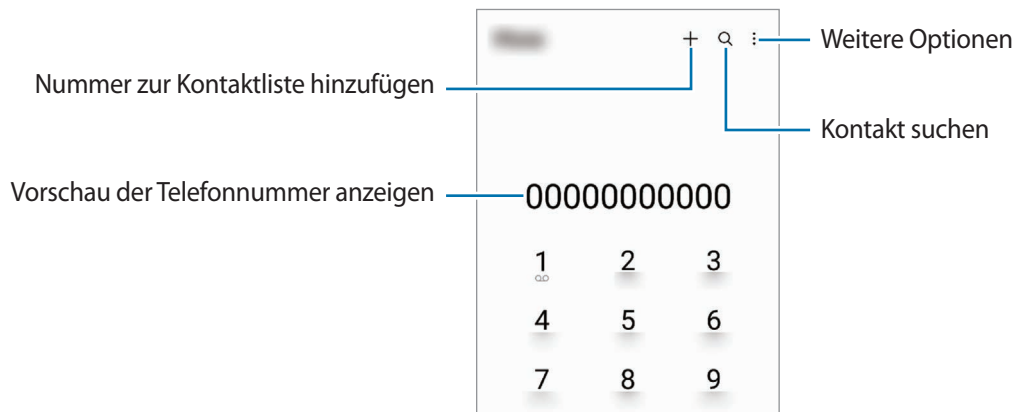 Weitere Optionen
Nummer zur Kontaktliste hinzufügen
Kontakt suchen
Vorschau der Telefonnummer anzeigen
00000000000
1 2 3
4 5 6
7 8 9